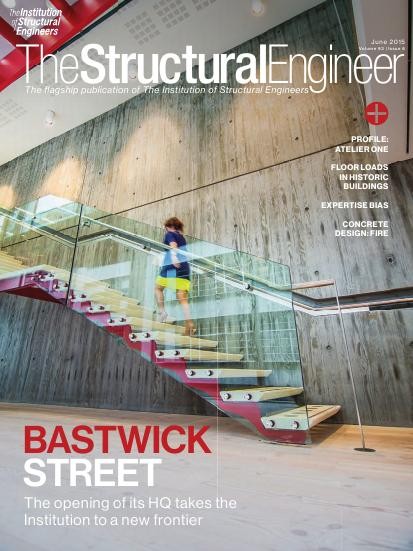 The Institution
of Structural
Engineers
TheStructuralEngineer
June 2015
Volume 93 | Issue 6
The flagship publication of The Institution of Structural Engineers
PROFILE:
ATELIER ONE
FLOOR LOADS
IN HISTORIC
BUILDINGS
EXPERTISE BIAS
CONCRETE
DESIGN: FIRE
BASTWICK
STREET
The opening of its HQ takes the
Institution to a new frontier